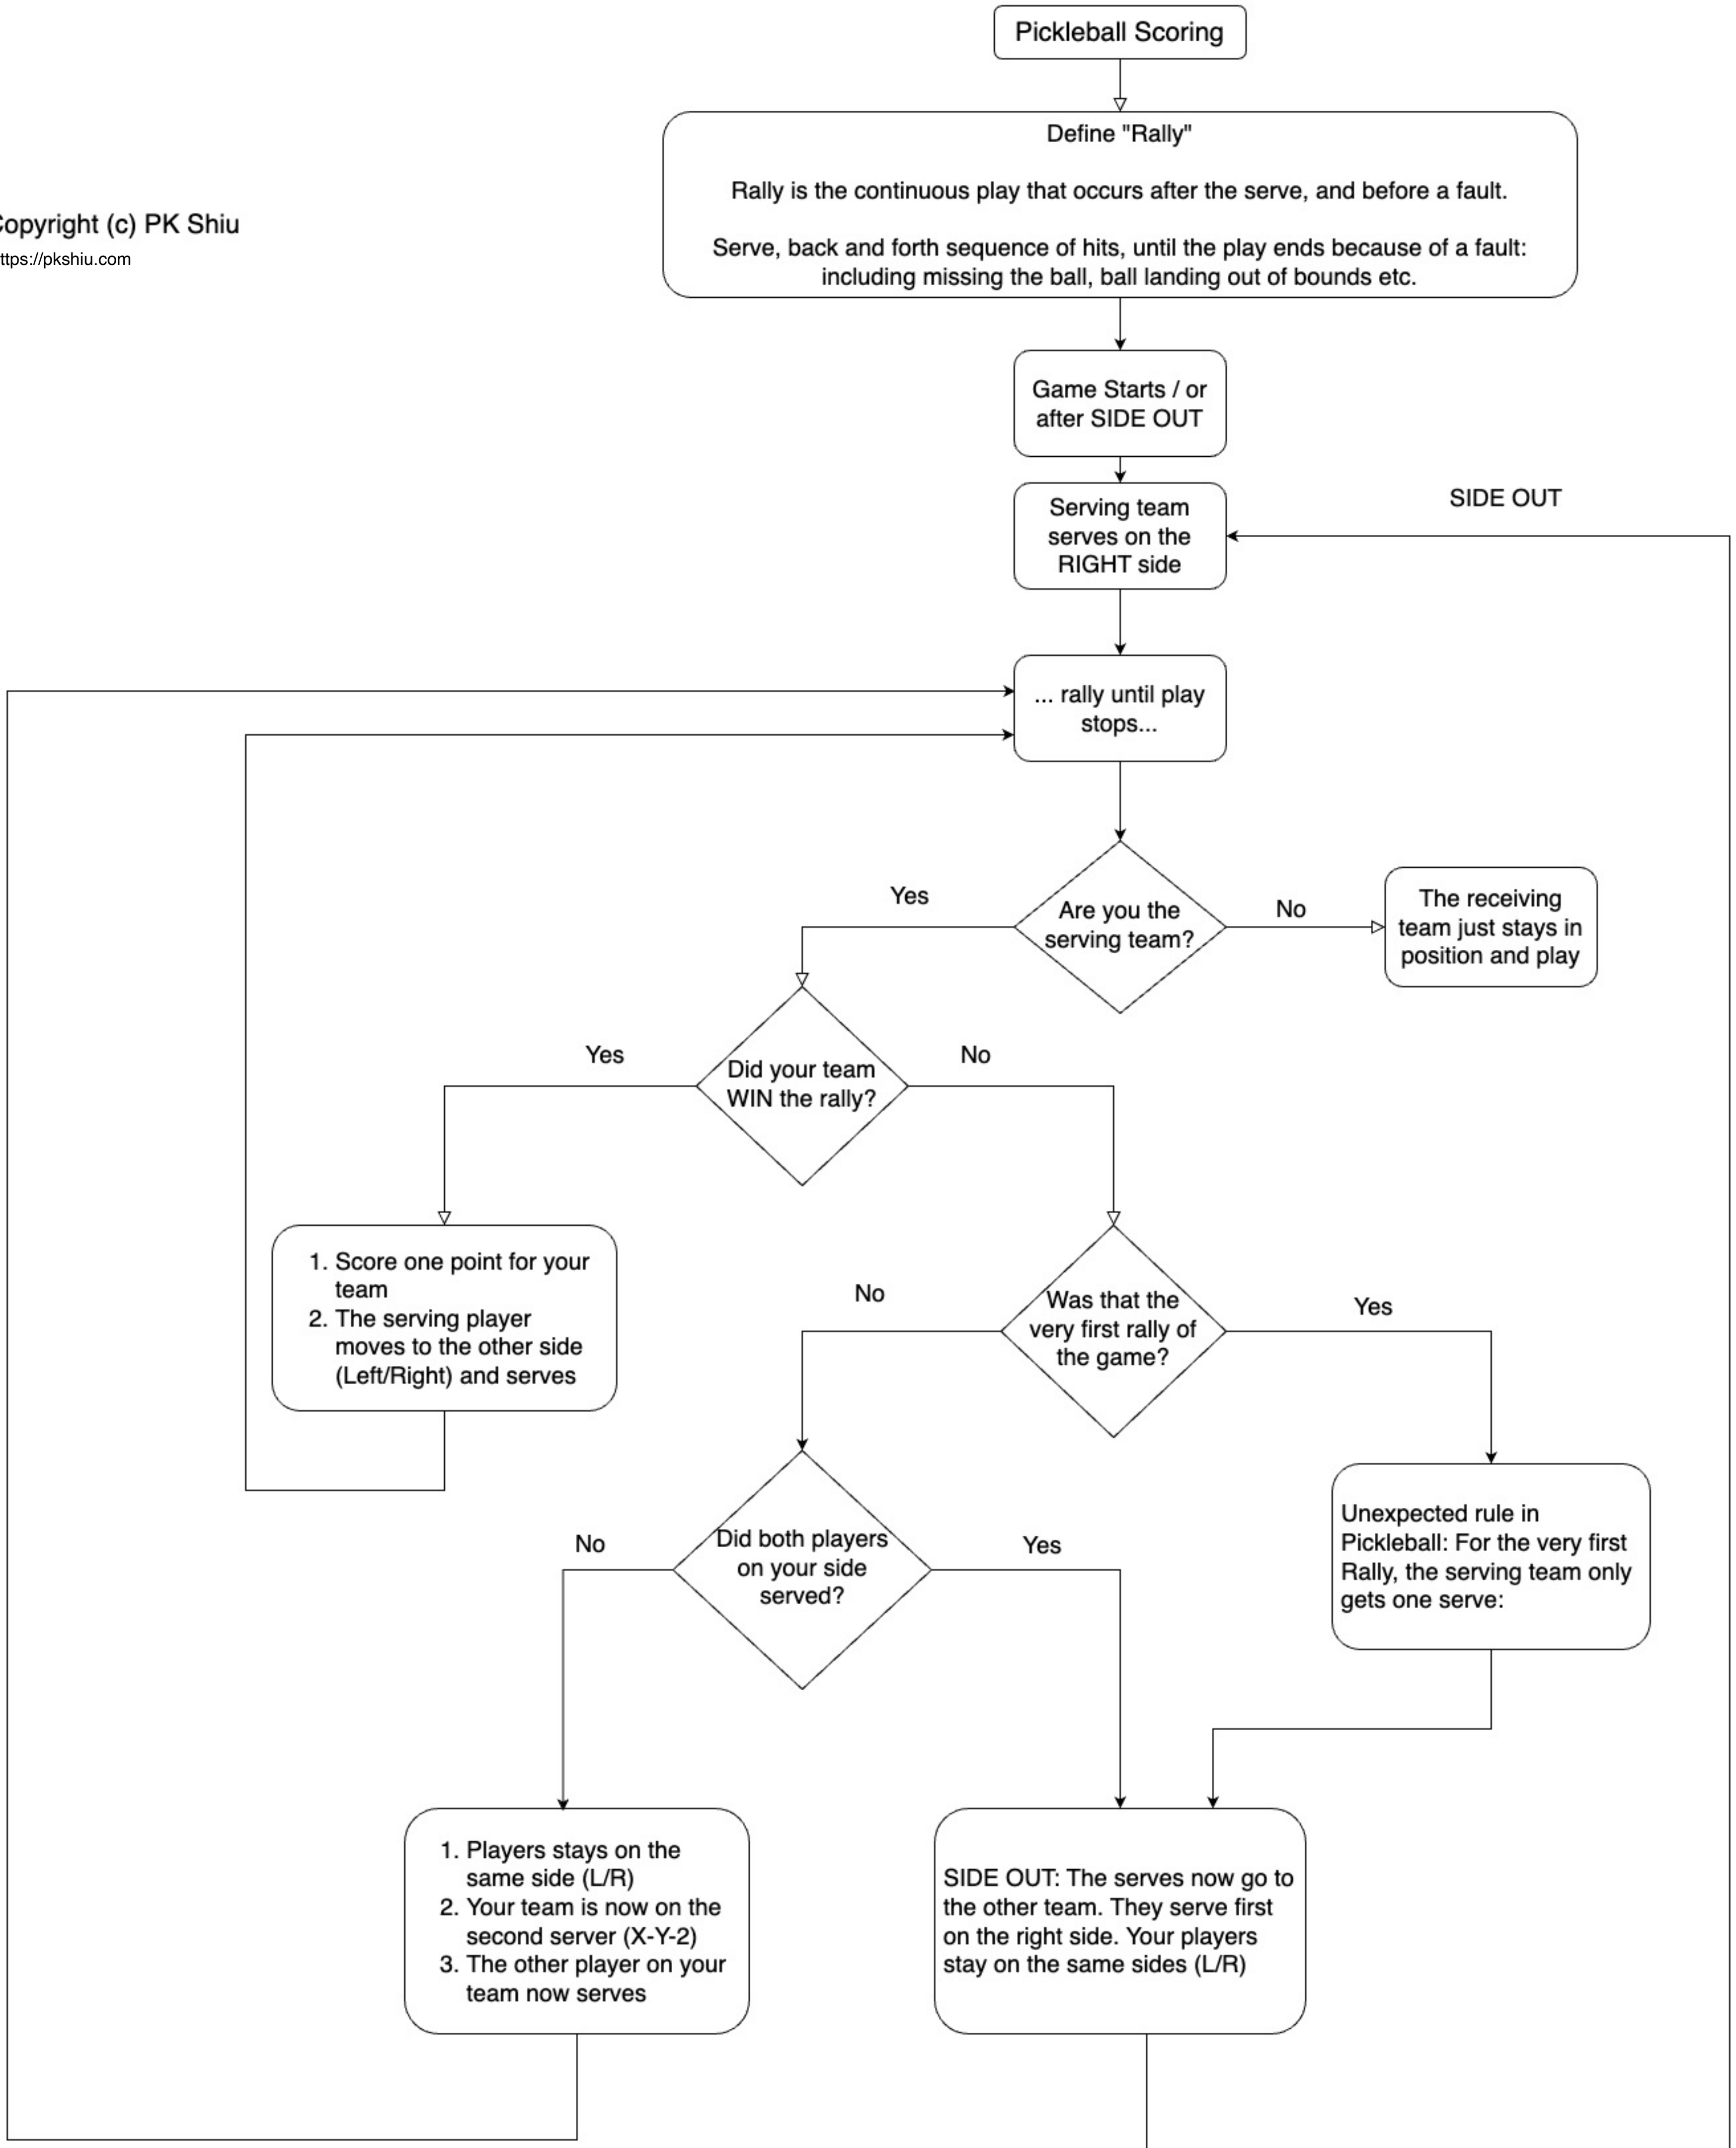 Pickleball Scoring
Define "Rally"
Rally is the continuous play that occurs after the serve, and before a fault.
Serve, back and forth sequence of hits, until the play ends because of a fault:
including missing the ball, ball landing out of bounds etc.
opyright (c) PK Shiu
ttps://pkshiu.com
Game Starts / or
after SIDE OUT
Serving team
serves on the
RIGHT side
SIDE OUT
... rally until play
stops...
Are you the
serving team?
Yes
No
The receiving
team just stays in
position and play
Did your team
WIN the rally?
Yes
No
1. Score one point for your
team
2. The serving player
moves to the other side
(Left/Right) and serves
Was that the
very first rally of
the game?
No
Yes
Unexpected rule in
Pickleball: For the very first
Rally, the serving team only
gets one serve:
Did both players
on your side
served?
No
Yes
1. Players stays on the
same side (L/R)
2. Your team is now on the
second server (X-Y-2)
3. The other player on your
team now serves
SIDE OUT: The serves now go to
the other team. They serve first
on the right side. Your players
stay on the same sides (L/R)